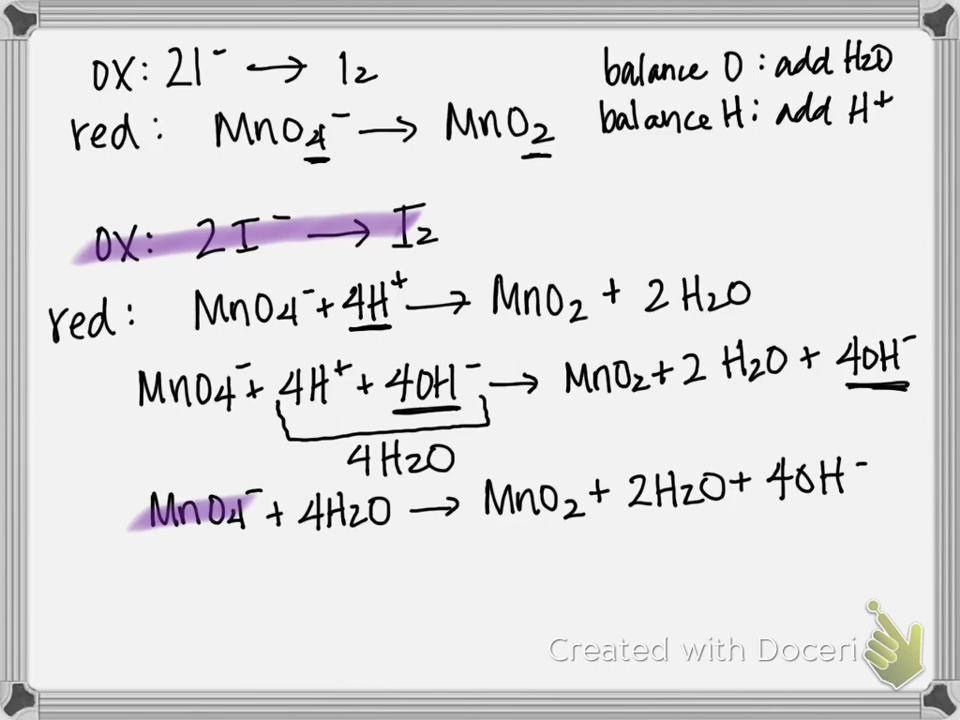 ox: 2I⁻ → I₂
balance O: add H₂O
red: MnO₄⁻ → MnO₂
balance H: add H⁺
ox: 2I⁻ → I₂
red: MnO₄⁻ + 4H⁺ → MnO₂ + 2H₂O
MnO₄⁻ + 4H⁺ + 4OH⁻ → MnO₂ + 2H₂O + 4OH⁻
4H₂O
MnO₄⁻ + 4H₂O → MnO₂ + 2H₂O + 4OH⁻
Created with Doceri